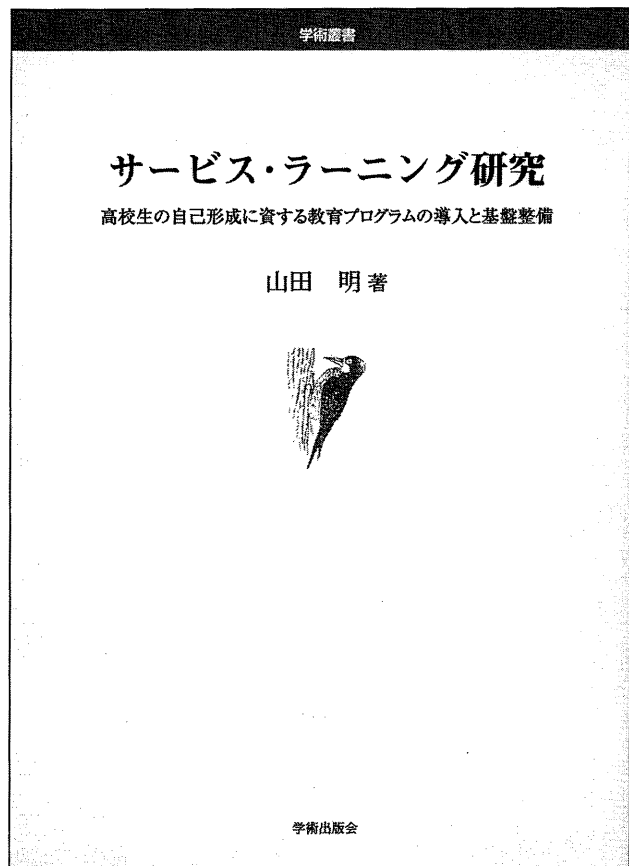 学術叢書
サービス・ラーニング研究
高校生の自己形成に資する教育プログラムの導入と基盤整備
山田　明 著
学術出版会